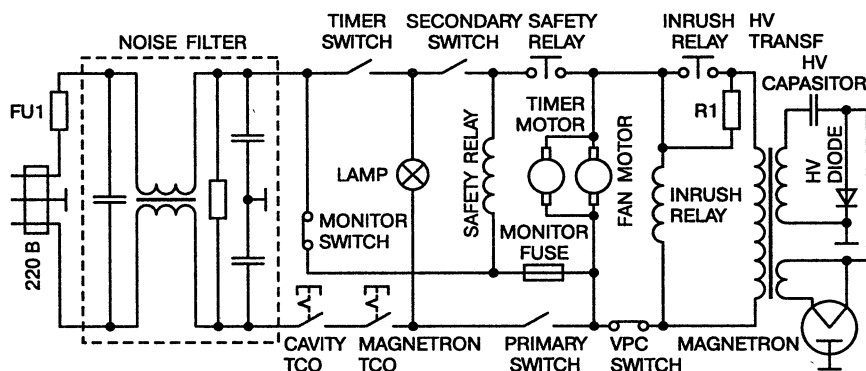 NOISE FILTER
TIMER
SWITCH
SECONDARY
SWITCH
SAFETY
RELAY
INRUSH
RELAY
HV
TRANSF
HV
CAPASITOR
FU1
220 В
LAMP
MONITOR
SWITCH
SAFETY RELAY
TIMER
MOTOR
FAN MOTOR
MONITOR
FUSE
R1
INRUSH
RELAY
HV
DIODE
CAVITY
TCO
MAGNETRON
TCO
PRIMARY
SWITCH
VPC
SWITCH
MAGNETRON